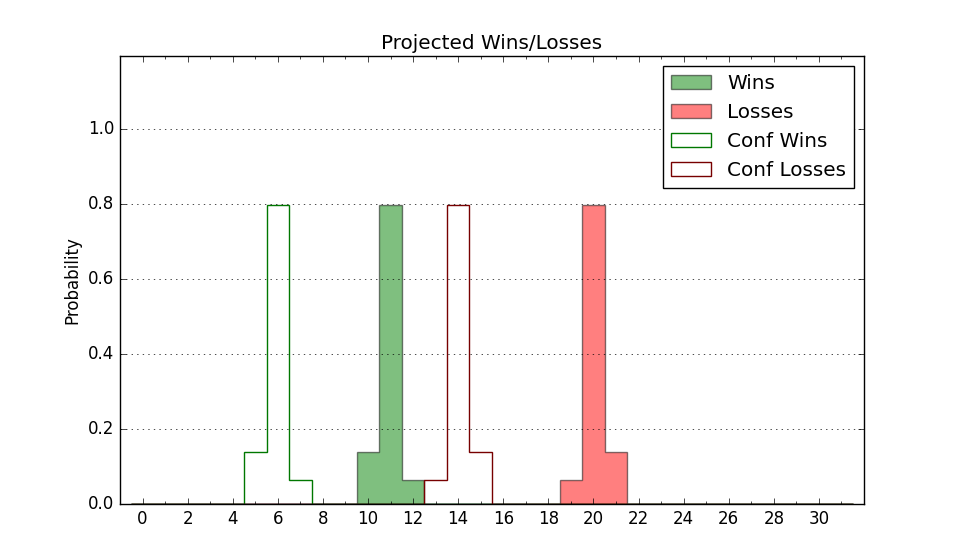 Projected Wins/Losses
Wins
Losses
Conf Wins
Conf Losses
Probability
1.0
0.8
0.6
0.4
0.2
0.0
0 2 4 6 8 10 12 14 16 18 20 22 24 26 28 30